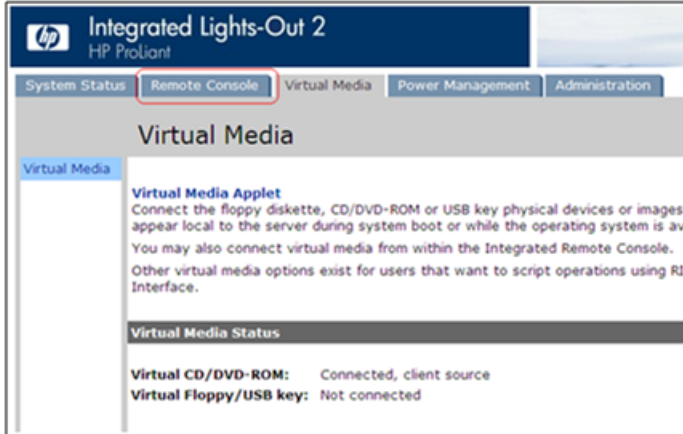 hp
Integrated Lights-Out 2
HP ProLiant
System Status Remote Console Virtual Media Power Management Administration
Virtual Media
Virtual Media
Virtual Media Applet
Connect the floppy diskette, CD/DVD-ROM or USB key physical devices or images
appear local to the server during system boot or while the operating system is
You may also connect virtual media from within the Integrated Remote Console.
Other virtual media options exist for users that want to script operations using
Interface.
Virtual Media Status
Virtual CD/DVD-ROM: Connected, client source
Virtual Floppy/USB key: Not connected